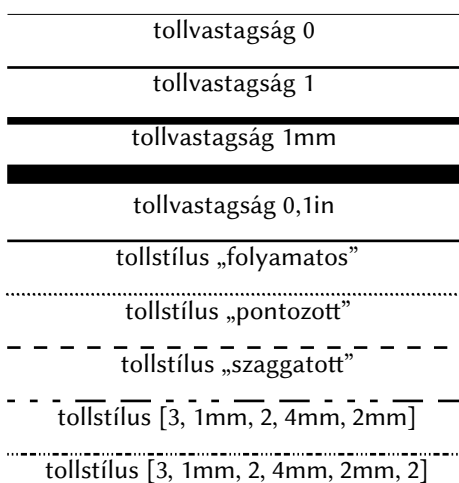 tollvastagság 0
tollvastagság 1
tollvastagság 1mm
tollvastagság 0,1in
tollstílus „folyamatos”
tollstílus „pontozott”
tollstílus „szaggatott”
tollstílus [3, 1mm, 2, 4mm, 2mm]
tollstílus [3, 1mm, 2, 4mm, 2mm, 2]